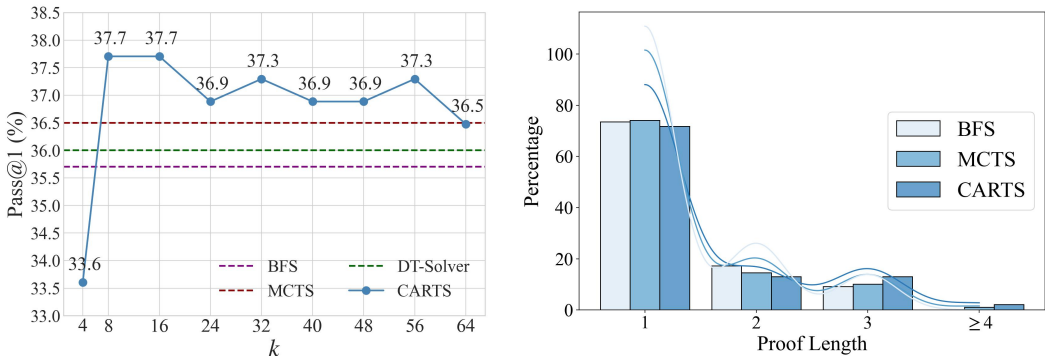 38.5
38.0
37.5
37.0
36.5
36.0
35.5
35.0
34.5
34.0
33.5
33.0
Pass@1 (%)
33.6
37.7
37.7
36.9
37.3
36.9
36.9
37.3
36.5
BFS
DT-Solver
MCTS
CARTS
4 8 16 24 32 40 48 56 64
k
100
80
60
40
20
0
Percentage
BFS
MCTS
CARTS
1 2 3 ≥4
Proof Length